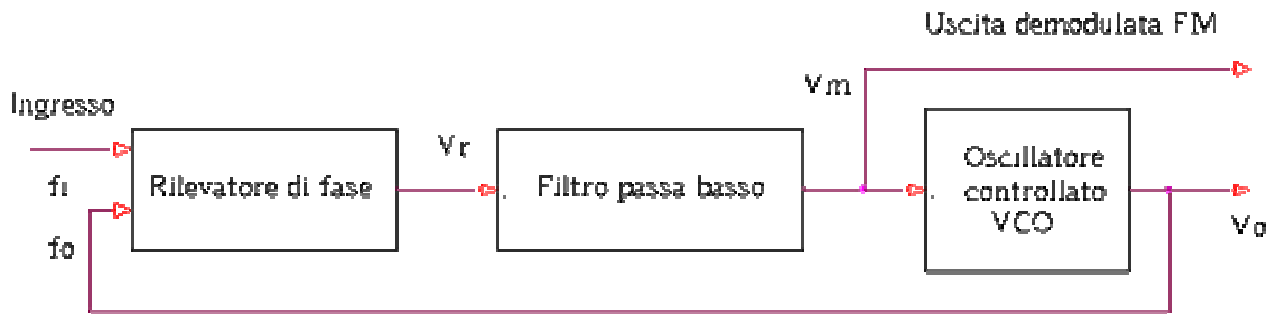 Uscita demodulata FM
Vm
Ingresso
Vr
fi
Rilevatore di fase
Filtro passa basso
Oscillatore
controllato
VCO
fo
Vo